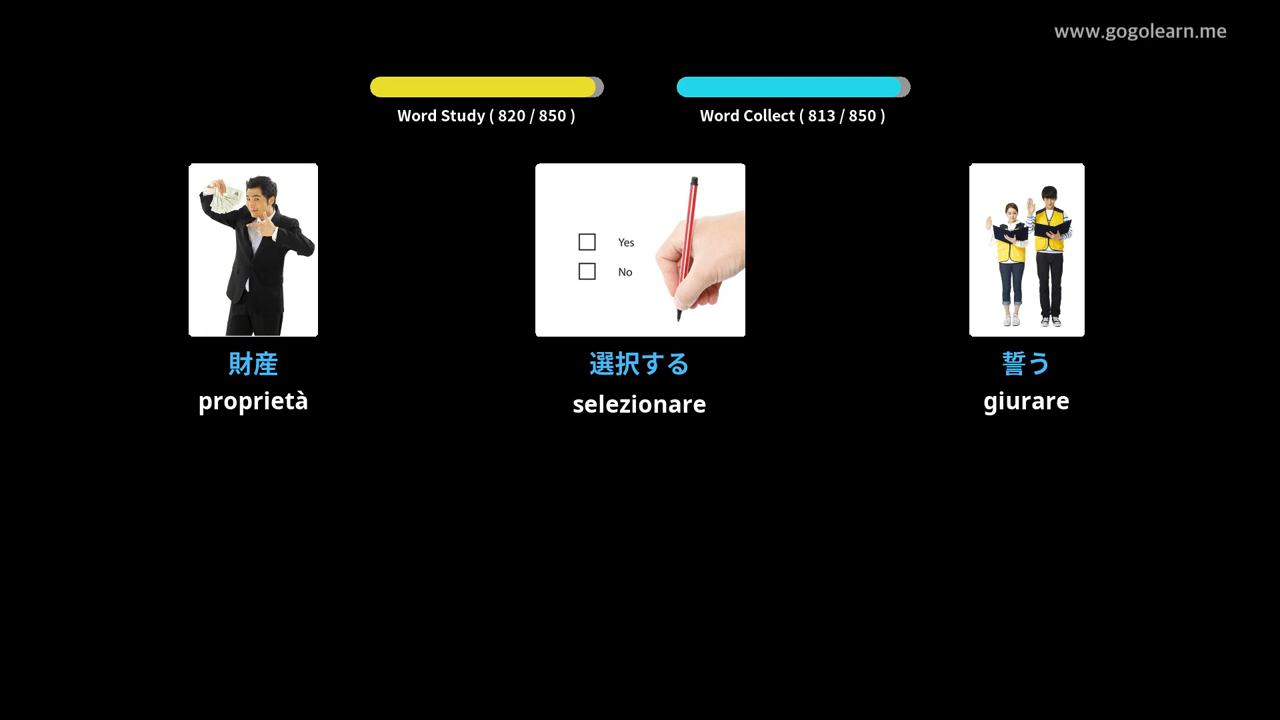 www.gogolearn.me
Word Study ( 820 / 850 )
Word Collect ( 813 / 850 )
Yes
No
財産
選択する
誓う
proprietà
selezionare
giurare